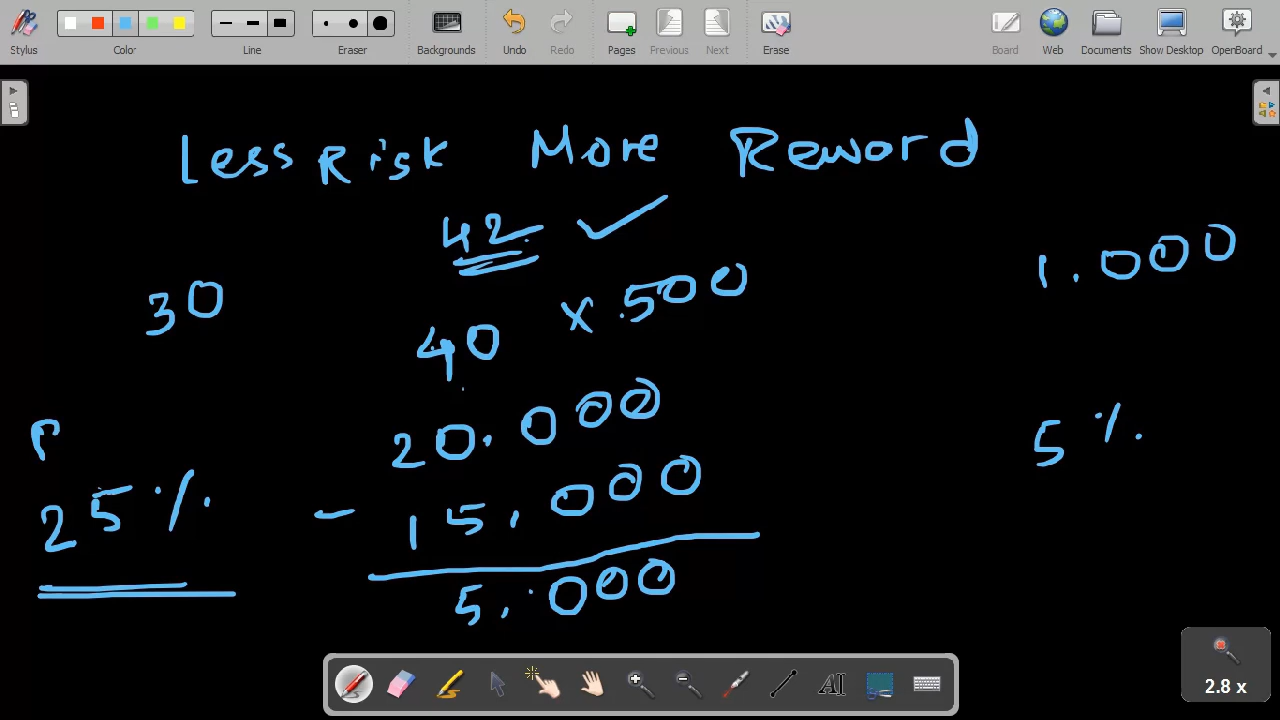 Stylus Color Line Eraser Backgrounds Undo Redo Pages Previous Next Erase Board Web Documents Show Desktop OpenBoard
Less Risk More Reword
42
1.000
30
40 x .500
20.000
5%
25%
- 15,000
5,000
AI
2.8 x